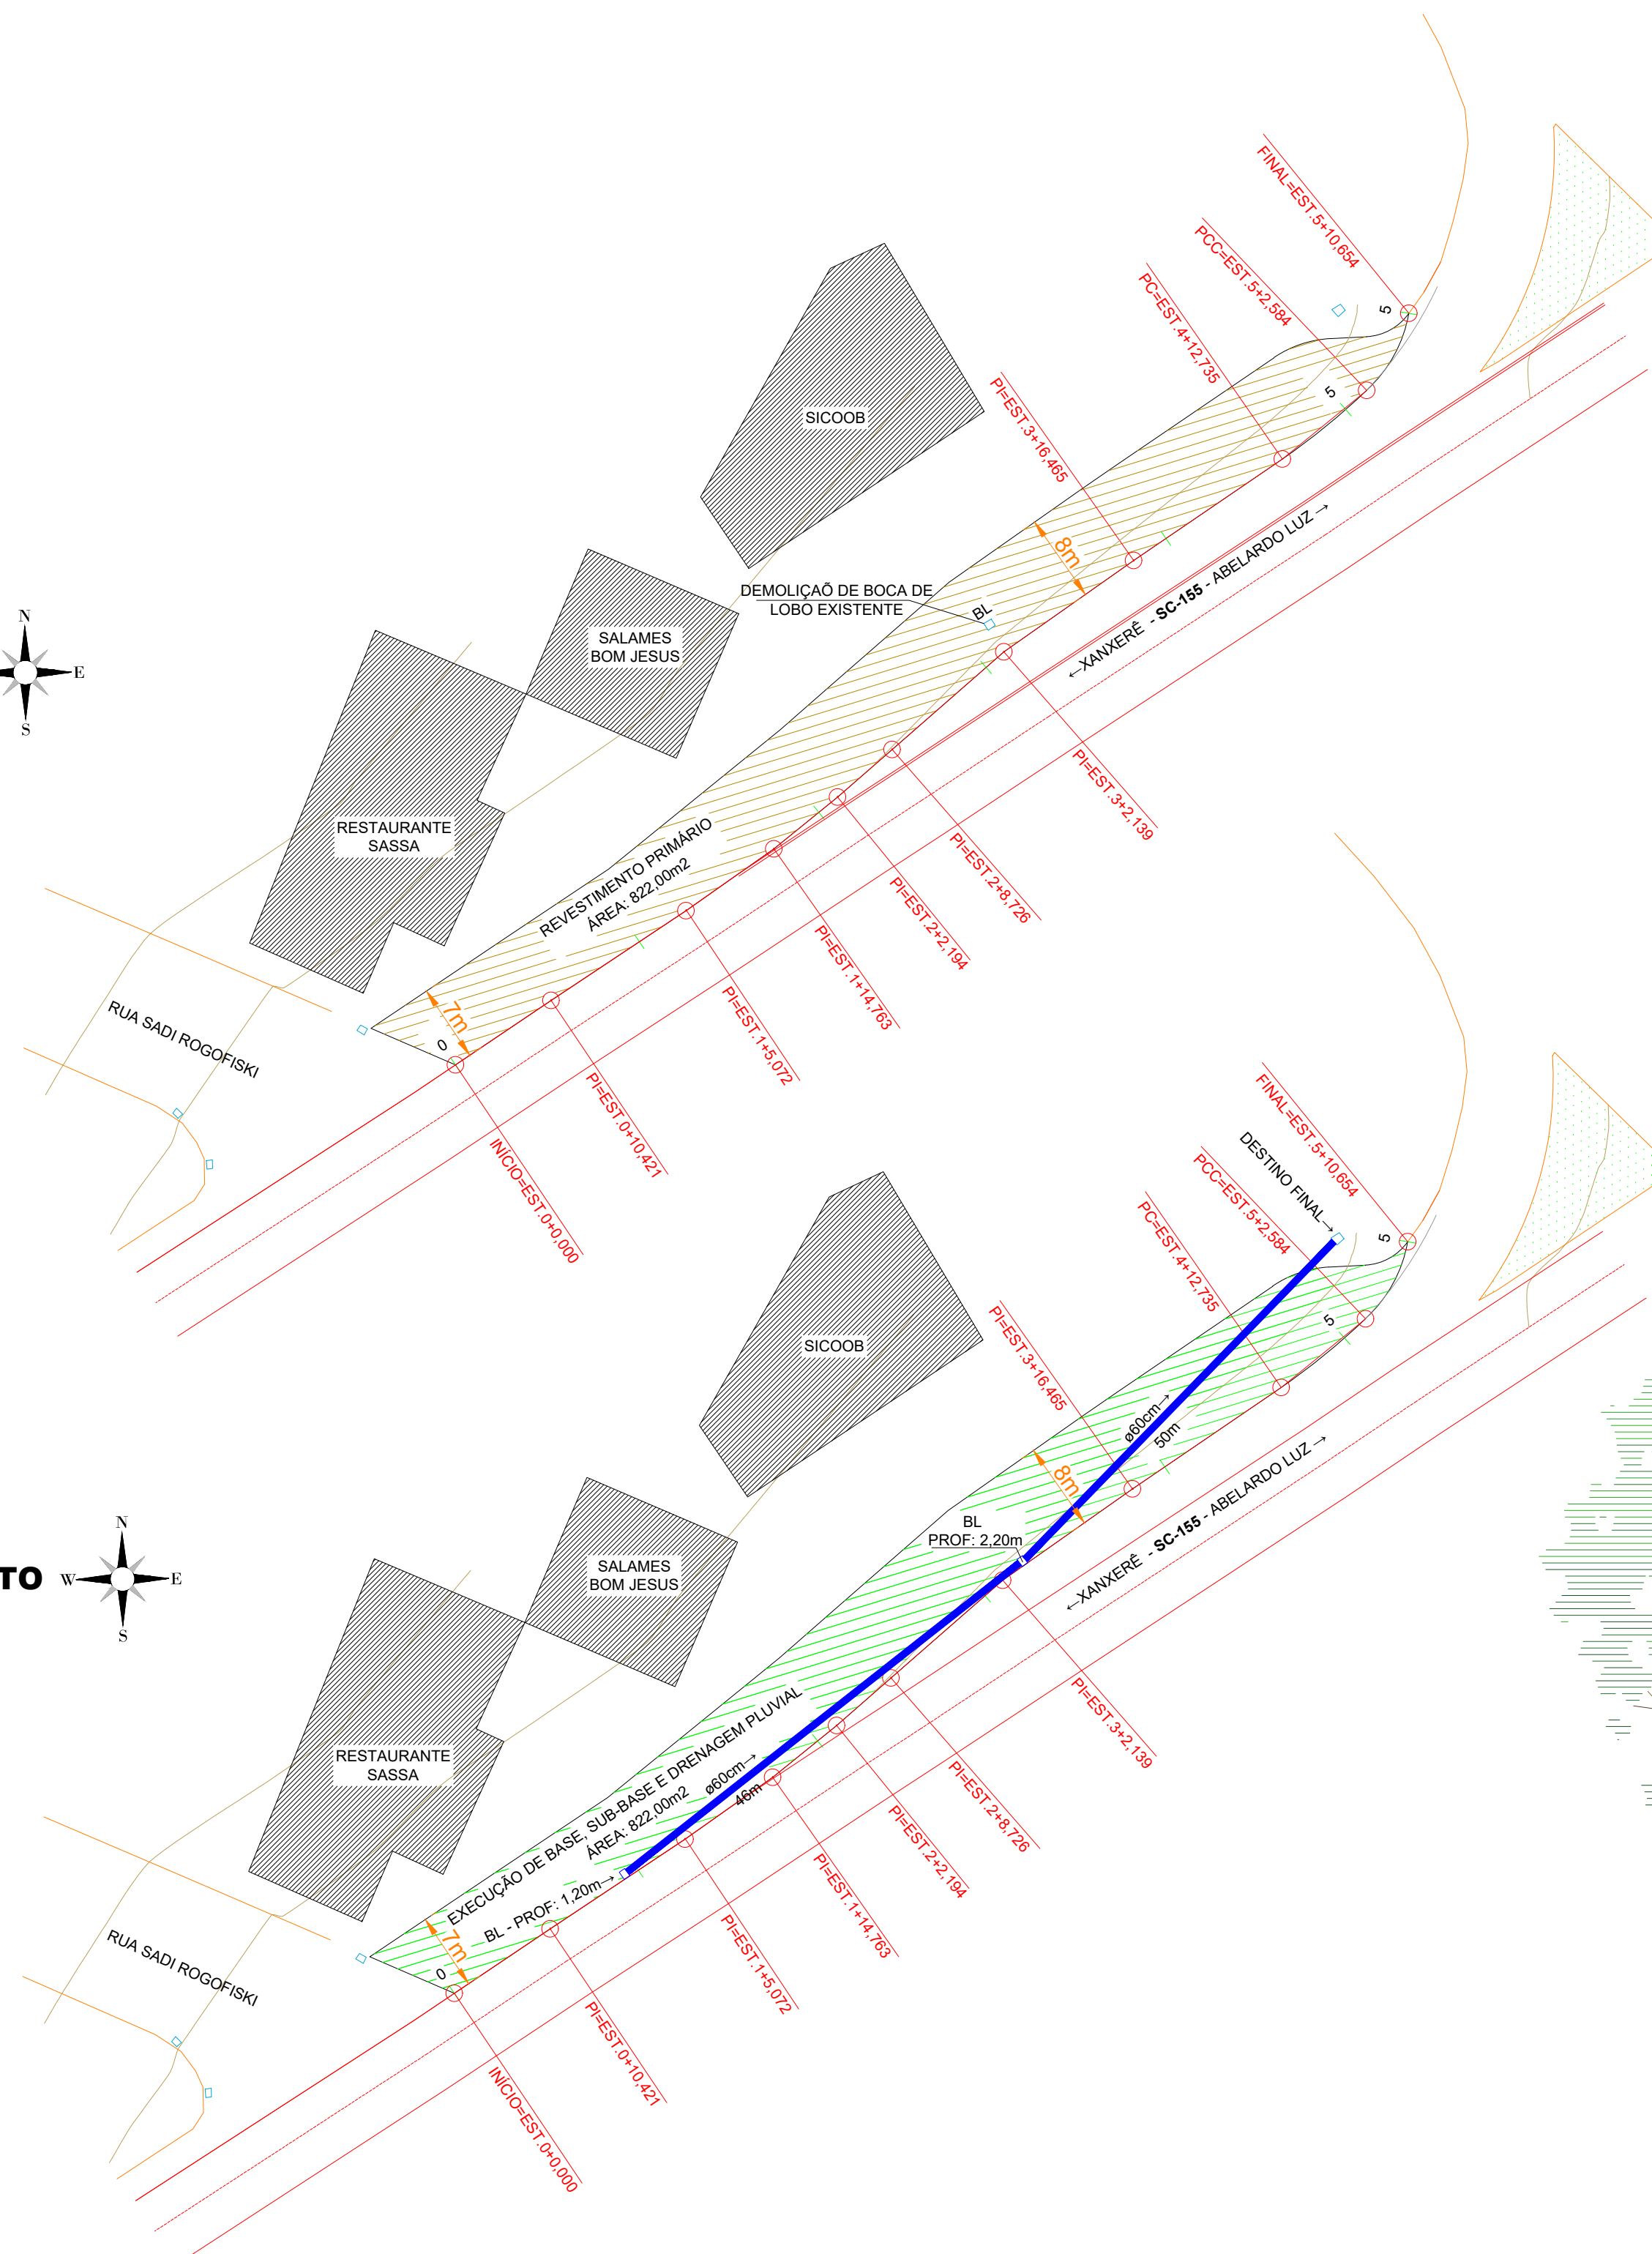 FINAL=EST.5+10,654
PCC=EST.5+2,584
PC=EST.4+12,735
PI=EST.3+16,465
5
5
SICOOB
8m
DEMOLIÇAÕ DE BOCA DE
LOBO EXISTENTE
BL
←XANXERÊ - SC-155 - ABELARDO LUZ →
N
E
S
SALAMES
BOM JESUS
RESTAURANTE
SASSA
REVESTIMENTO PRIMÁRIO
ÁREA: 822,00m2
PI=EST.3+2,139
PI=EST.2+8,726
PI=EST.2+2,194
PI=EST.1+14,763
PI=EST.1+5,072
PI=EST.0+10,421
INÍCIO=EST.0+0,000
7m
0
RUA SADI ROGOFISKI
FINAL=EST.5+10,654
DESTINO FINAL→
PCC=EST.5+2,584
PC=EST.4+12,735
PI=EST.3+16,465
5
5
SICOOB
ø60cm→
50m
8m
BL
PROF: 2,20m
←XANXERÊ - SC-155 - ABELARDO LUZ →
TO
N
W
E
S
SALAMES
BOM JESUS
RESTAURANTE
SASSA
EXECUÇÃO DE BASE, SUB-BASE E DRENAGEM PLUVIAL
ÁREA: 822,00m2
ø60cm→
46m
BL - PROF: 1,20m→
PI=EST.3+2,139
PI=EST.2+8,726
PI=EST.2+2,194
PI=EST.1+14,763
PI=EST.1+5,072
PI=EST.0+10,421
INÍCIO=EST.0+0,000
7m
0
RUA SADI ROGOFISKI